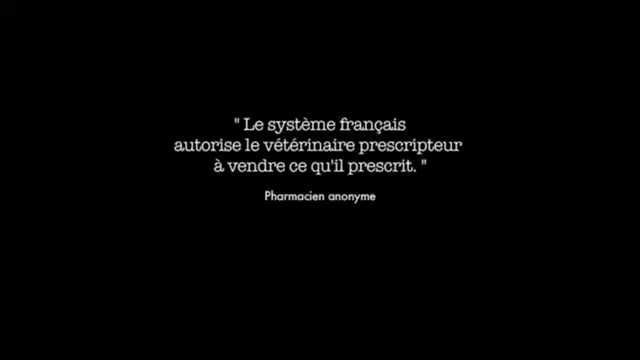 " Le système français
autorise le vétérinaire prescripteur
à vendre ce qu'il prescrit. "
Pharmacien anonyme